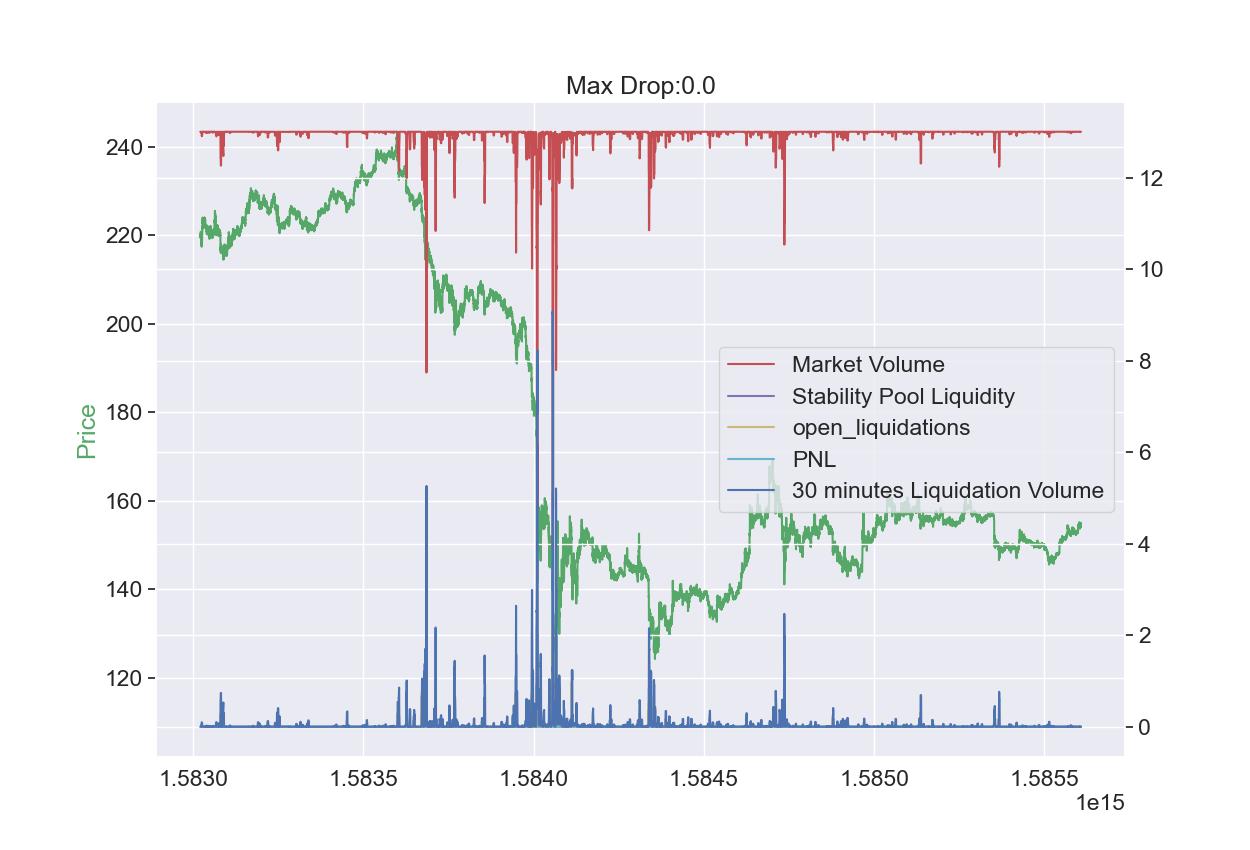 Max Drop:0.0
240
220
200
180
160
140
120
Price
12
10
8
6
4
2
0
Market Volume
Stability Pool Liquidity
open_liquidations
PNL
30 minutes Liquidation Volume
1.5830 1.5835 1.5840 1.5845 1.5850 1.5855
1e15